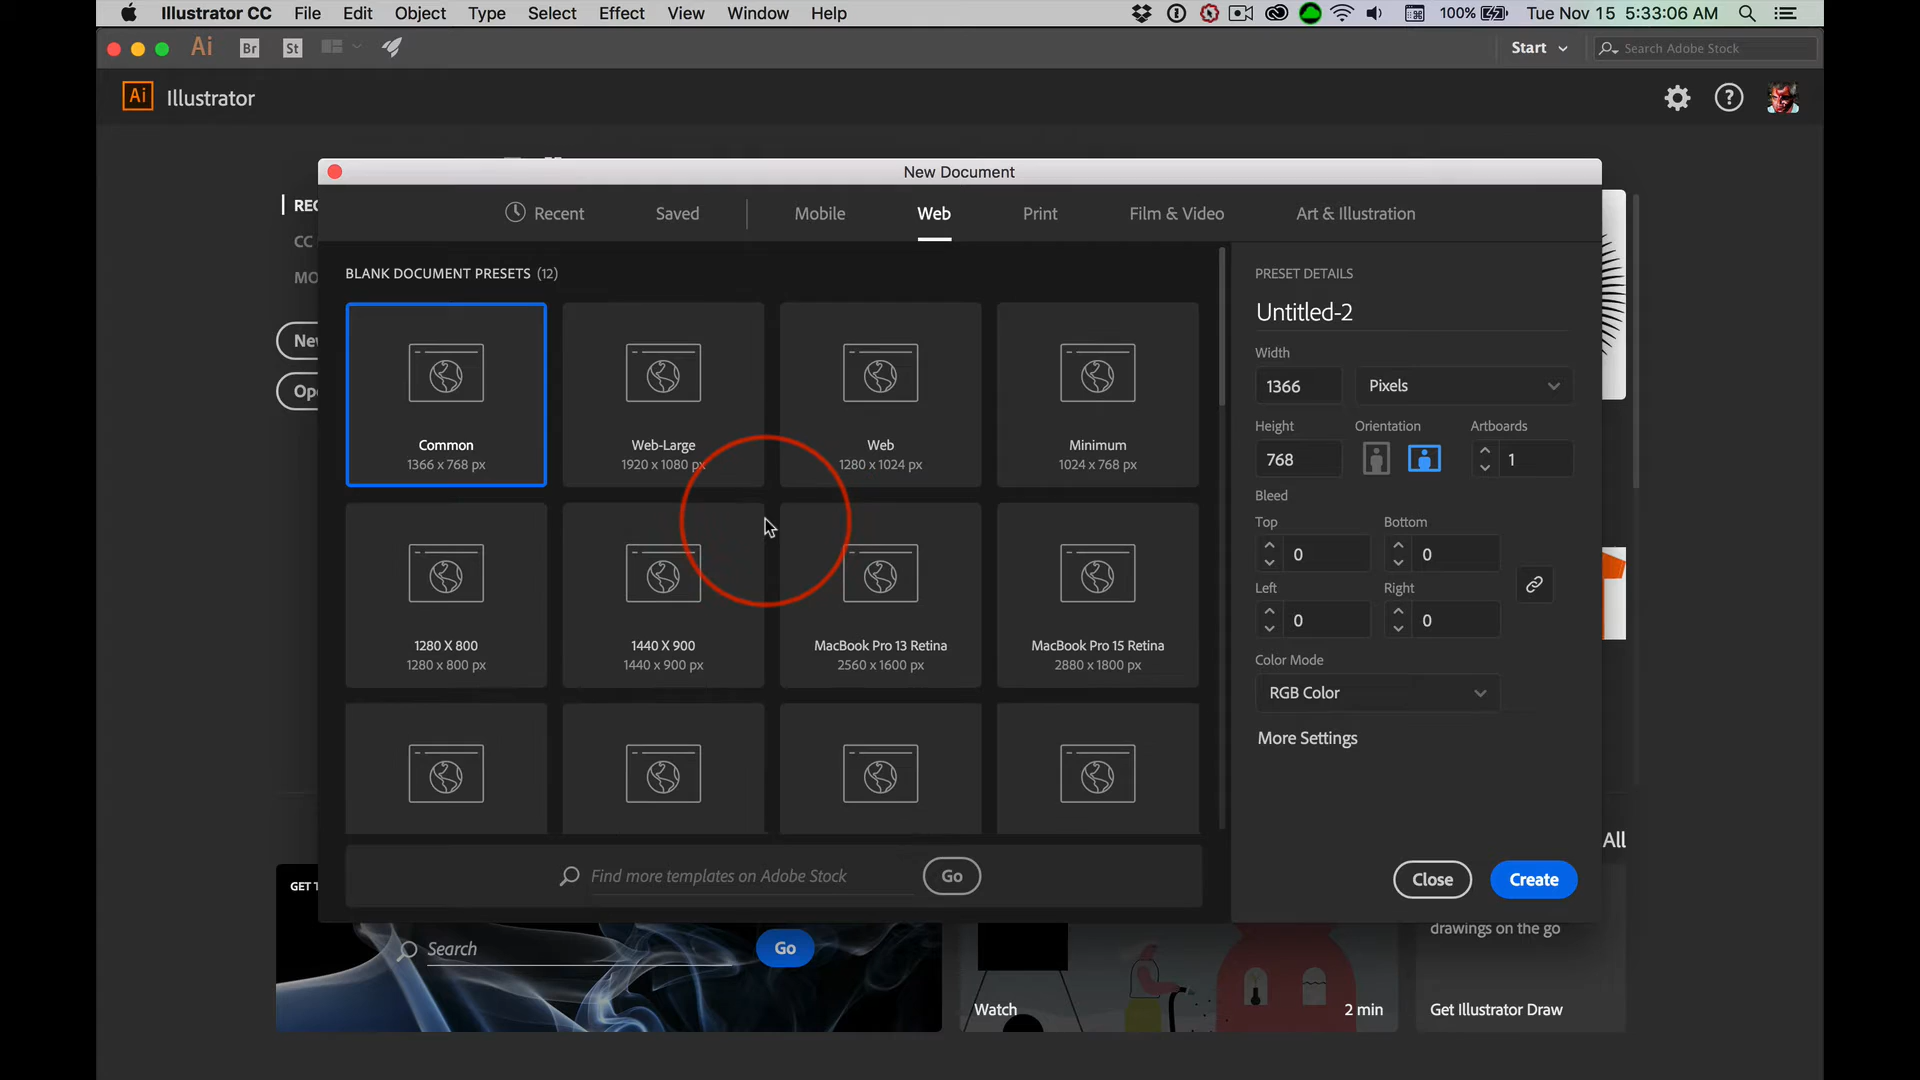 Illustrator CC File Edit Object Type Select Effect View Window Help 100% Tue Nov 15 5:33:06 AM
Ai Br St Start Search Adobe Stock
Ai Illustrator
New Document
Recent Saved Mobile Web Print Film & Video Art & Illustration
REC
CC
MO
New
Ope
BLANK DOCUMENT PRESETS (12)
Common
1366 x 768 px
Web-Large
1920 x 1080 px
Web
1280 x 1024 px
Minimum
1024 x 768 px
1280 X 800
1280 x 800 px
1440 X 900
1440 x 900 px
MacBook Pro 13 Retina
2560 x 1600 px
MacBook Pro 15 Retina
2880 x 1800 px
Find more templates on Adobe Stock Go
PRESET DETAILS
Untitled-2
Width
1366 Pixels
Height Orientation Artboards
768 1
Bleed
Top Bottom
0 0
Left Right
0 0
Color Mode
RGB Color
More Settings
Close Create
All
GET T
Search Go
Watch 2 min
drawings on the go
Get Illustrator Draw